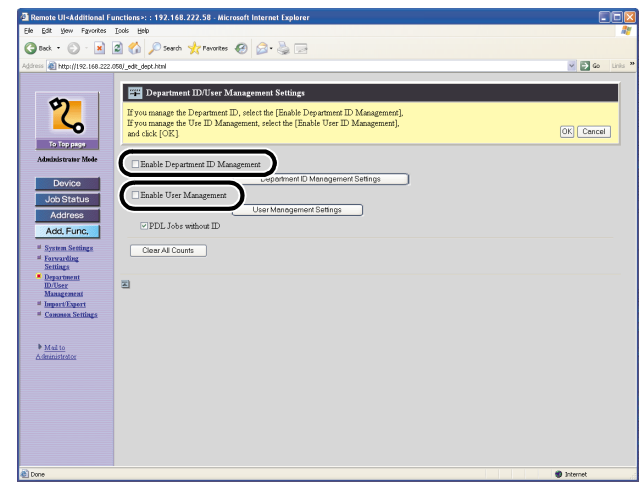 Remote UI<Additional Functions>: : 192.168.222.58 - Microsoft Internet Explorer
File Edit View Favorites Tools Help
Back Search Favorites
Address http://192.168.222.058/_edit_dept.html Go Links »
To Top page
Administrator Mode
Device
Job Status
Address
Add. Func.
System Settings
Forwarding
Settings
Department
ID/User
Management
Import/Export
Common Settings
Mail to
Administrator
Department ID/User Management Settings
If you manage the Department ID, select the [Enable Department ID Management],
If you manage the Use ID Management, select the [Enable User ID Management],
and click [OK]
OK Cancel
Enable Department ID Management
Department ID Management Settings
Enable User Management
User Management Settings
PDL Jobs without ID
Clear All Counts
Done Internet